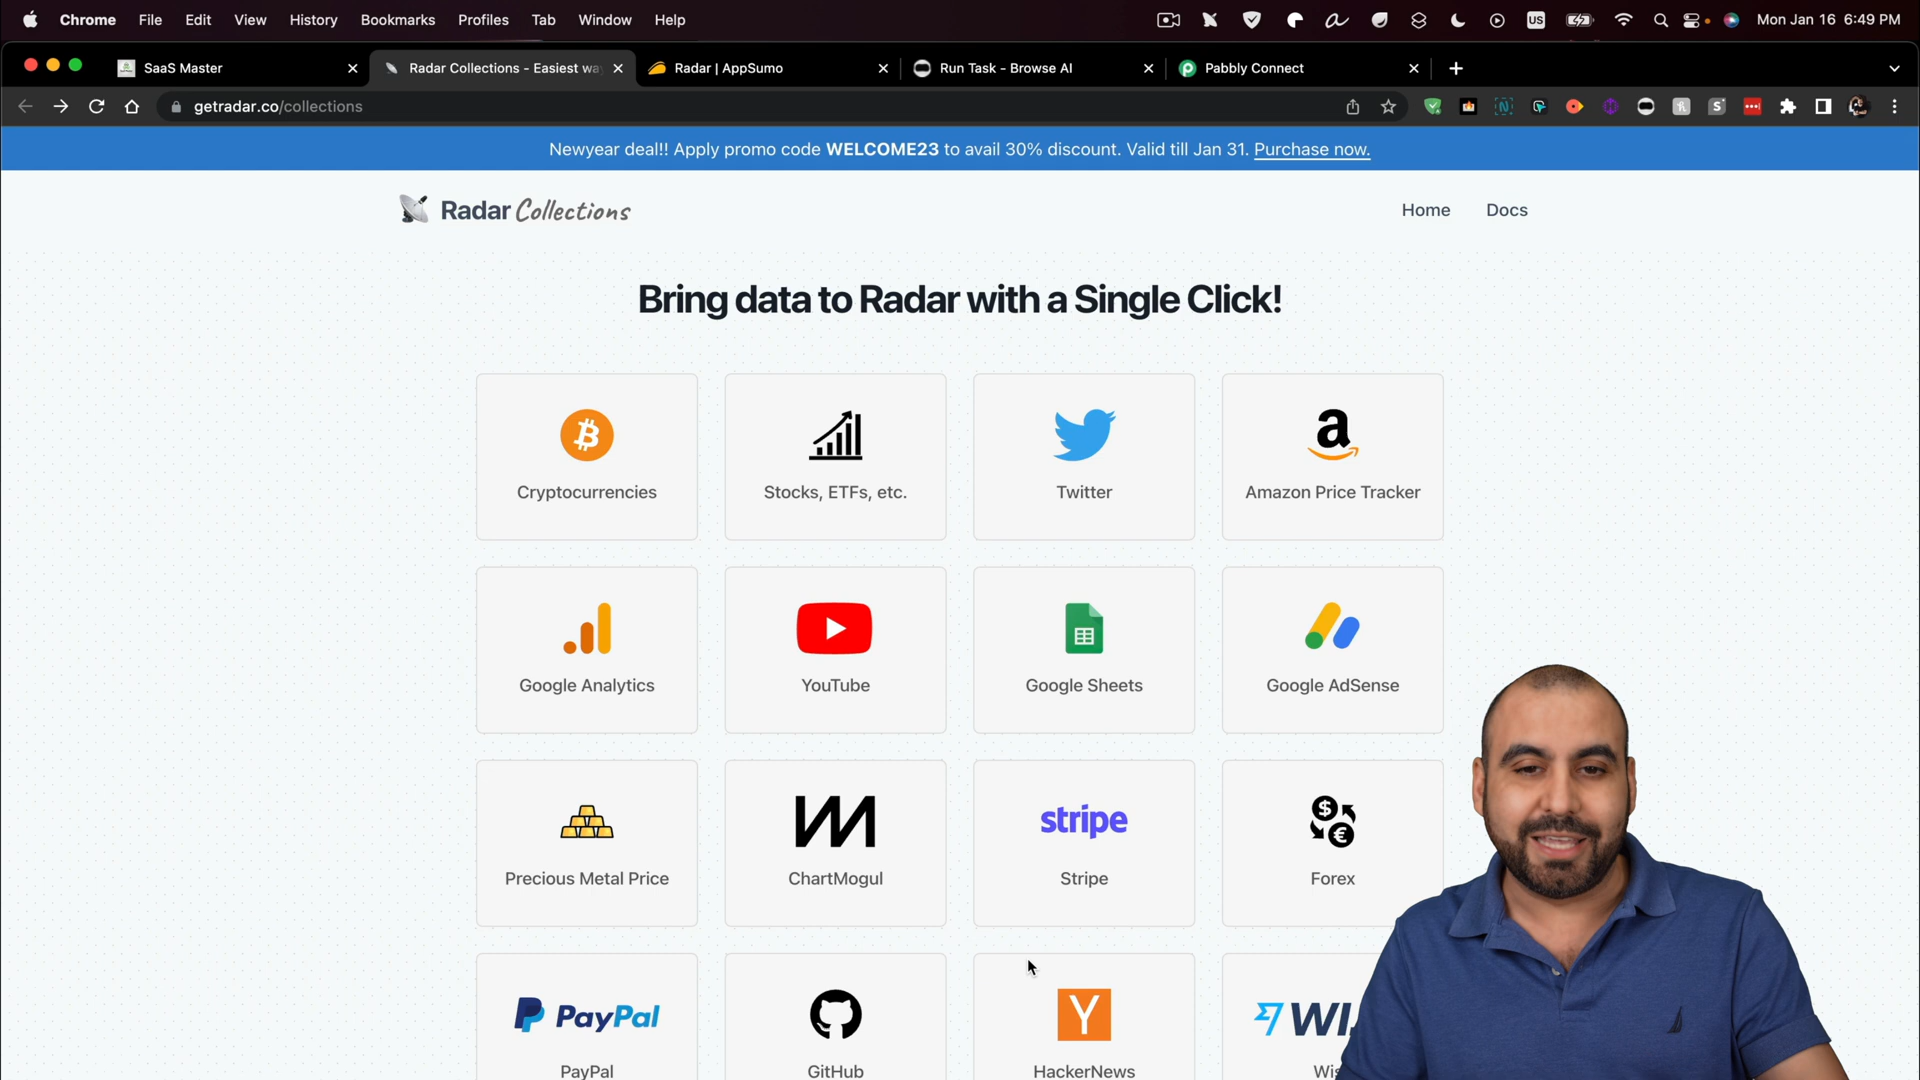 Chrome File Edit View History Bookmarks Profiles Tab Window Help US Mon Jan 16 6:49 PM
SaaS Master Radar Collections - Easiest wa Radar | AppSumo Run Task - Browse AI Pabbly Connect
getradar.co/collections
Newyear deal!! Apply promo code WELCOME23 to avail 30% discount. Valid till Jan 31. Purchase now.
Radar Collections Home Docs
Bring data to Radar with a Single Click!
Cryptocurrencies Stocks, ETFs, etc. Twitter Amazon Price Tracker
Google Analytics YouTube Google Sheets Google AdSense
stripe
Precious Metal Price ChartMogul Stripe Forex
PayPal Y
PayPal GitHub HackerNews